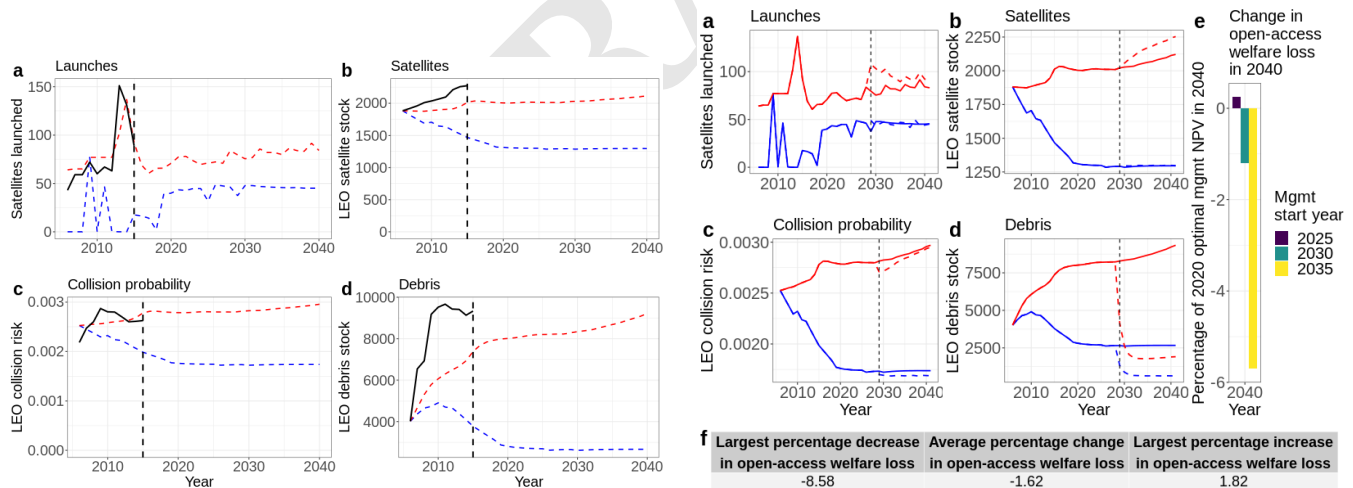 a
Launches
Satellites launched
150
100
50
0
2010
2020
2030
2040
b
Satellites
LEO satellite stock
2000
1500
1000
500
0
2010
2020
2030
2040
c
Collision probability
LEO collision risk
0.003
0.002
0.001
0.000
2010
2020
2030
2040
Year
d
Debris
LEO debris stock
10000
8000
6000
4000
2010
2020
2030
2040
Year
a
Launches
Satellites launched
100
50
0
2010
2020
2030
2040
b
Satellites
LEO satellite stock
2250
2000
1750
1500
1250
2010
2020
2030
2040
c
Collision probability
LEO collision risk
0.0030
0.0025
0.0020
2010
2020
2030
2040
Year
d
Debris
LEO debris stock
7500
5000
2500
2010
2020
2030
2040
Year
e
Change in
open-access
welfare loss
in 2040
Percentage of 2020 optimal mgmt NPV in 2040
0
-2
-4
-6
2040
Year
Mgmt
start year
2025
2030
2035
f
Largest percentage decrease
in open-access welfare loss
Average percentage change
in open-access welfare loss
Largest percentage increase
in open-access welfare loss
-8.58
-1.62
1.82